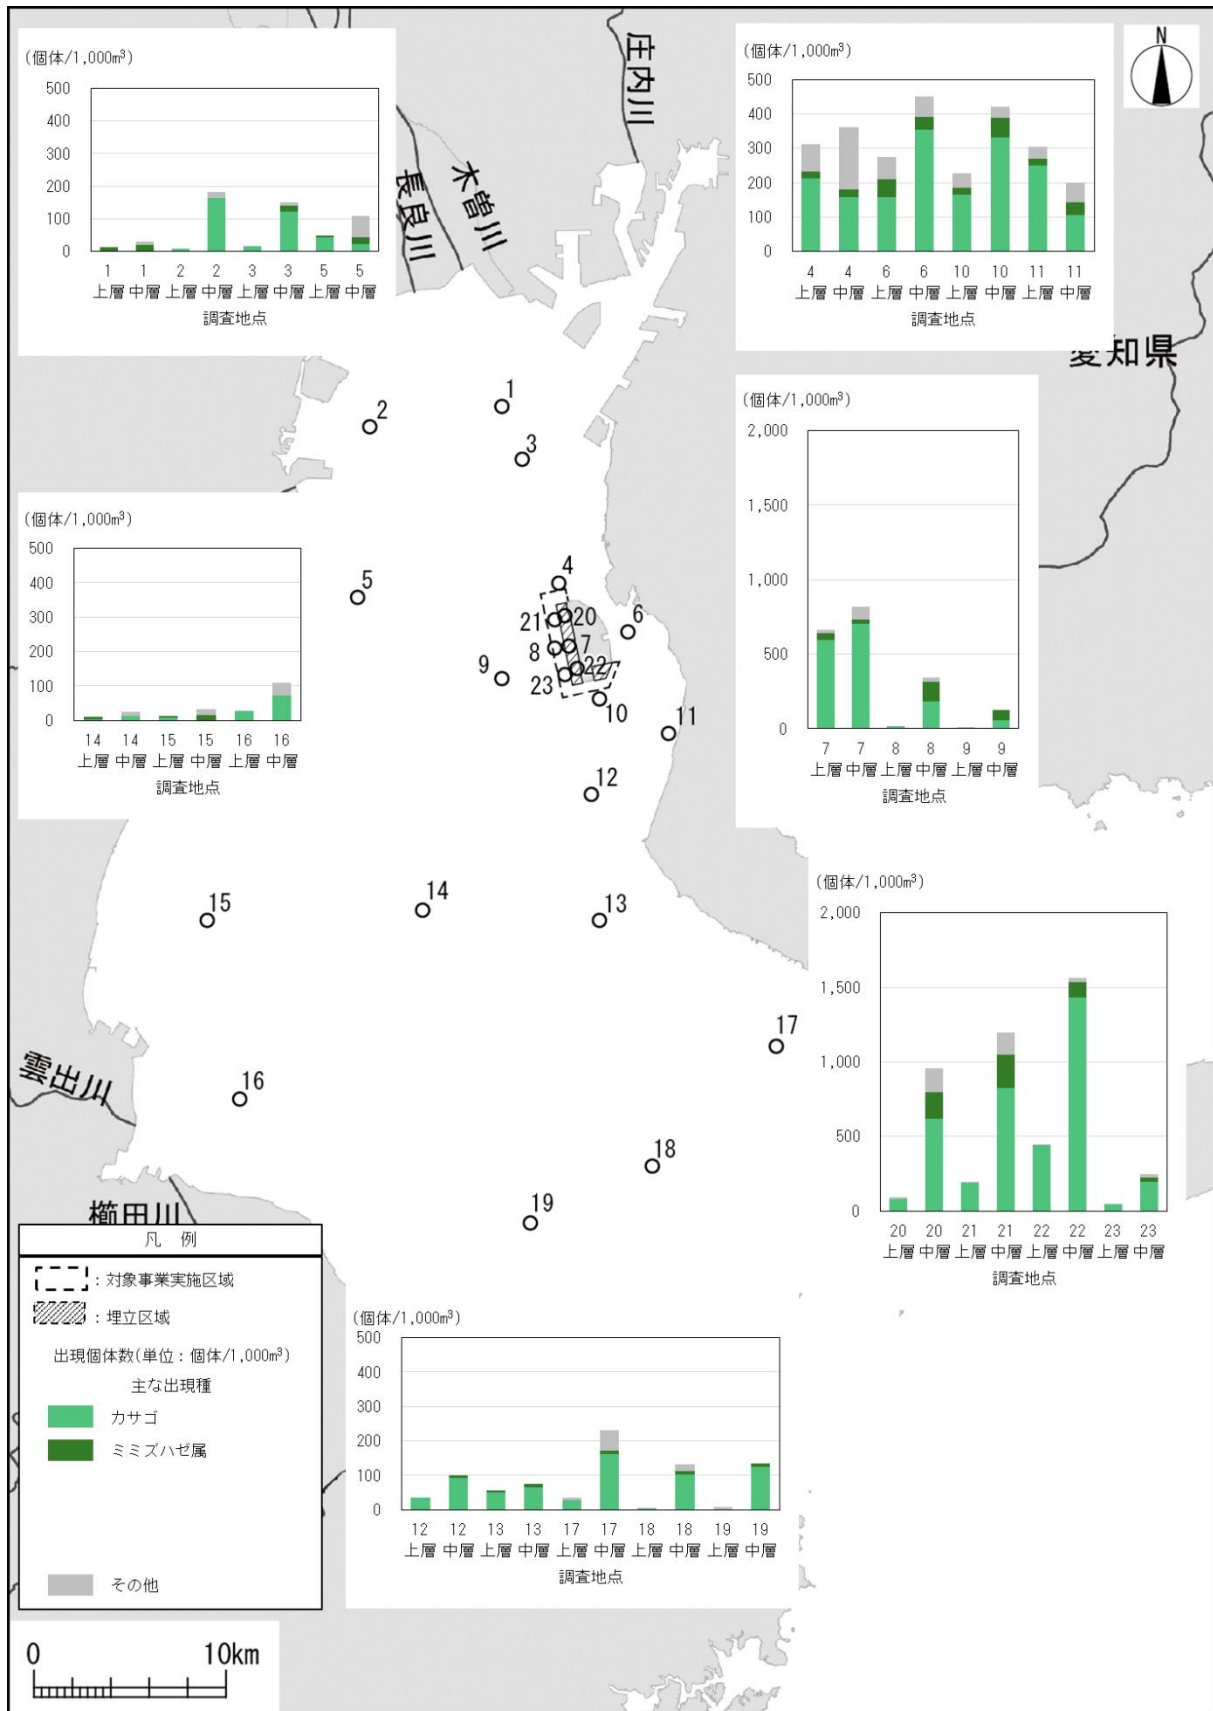 (個体/1,000m³)
500
400
300
200
100
0
1 1 2 2 3 3 5 5
上層 中層 上層 中層 上層 中層 上層 中層
調査地点
庄内川
木曽川
長良川
(個体/1,000m³)
500
400
300
200
100
0
4 4 6 6 10 10 11 11
上層 中層 上層 中層 上層 中層 上層 中層
調査地点
N
愛知県
1
2
3
(個体/1,000m³)
2,000
1,500
1,000
500
0
7 7 8 8 9 9
上層 中層 上層 中層 上層 中層
調査地点
(個体/1,000m³)
500
400
300
200
100
0
14 14 15 15 16 16
上層 中層 上層 中層 上層 中層
調査地点
4
5
20
21
6
7
8
22
9
23
10
11
12
14
15
13
17
16
18
19
(個体/1,000m³)
2,000
1,500
1,000
500
0
20 20 21 21 22 22 23 23
上層 中層 上層 中層 上層 中層 上層 中層
調査地点
雲出川
櫛田川
凡 例
: 対象事業実施区域
: 埋立区域
出現個体数(単位：個体/1,000m³)
主な出現種
カサゴ
ミミズハゼ属
その他
(個体/1,000m³)
500
400
300
200
100
0
12 12 13 13 17 17 18 18 19 19
上層 中層 上層 中層 上層 中層 上層 中層 上層 中層
調査地点
0 10km